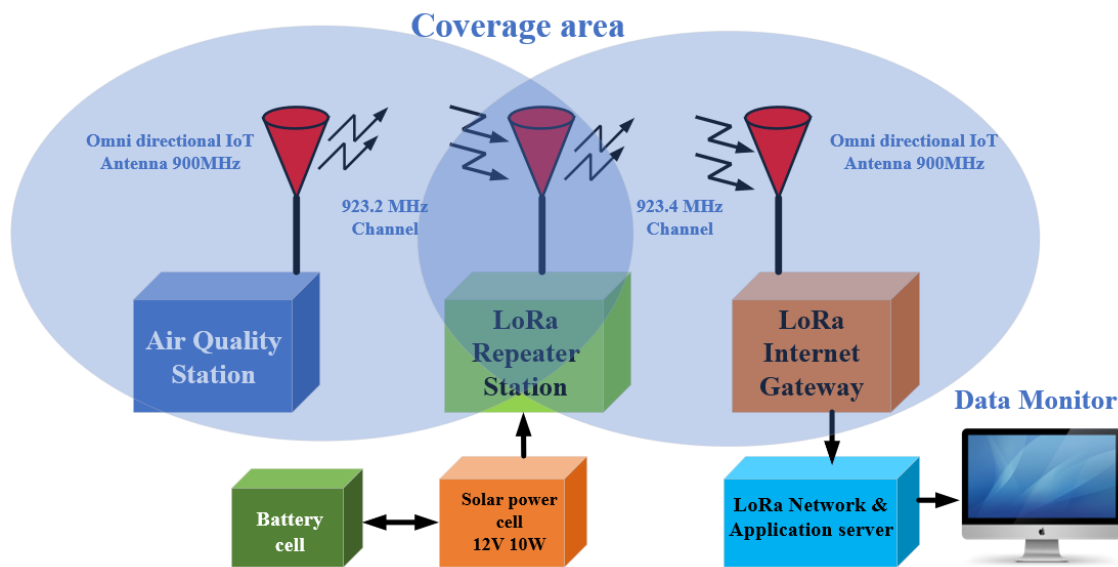 Coverage area
Omni directional IoT
Antenna 900MHz
Omni directional IoT
Antenna 900MHz
923.2 MHz
Channel
923.4 MHz
Channel
Air Quality
Station
LoRa
Repeater
Station
LoRa
Internet
Gateway
Data Monitor
Battery
cell
Solar power
cell
12V 10W
LoRa Network &
Application server